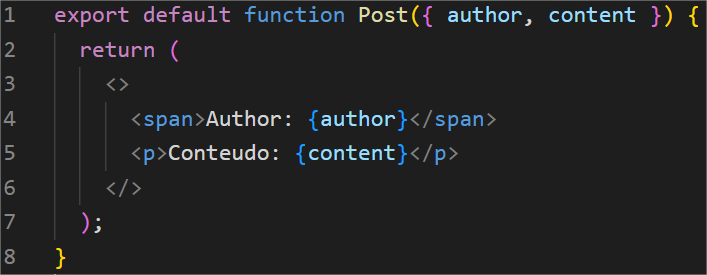 1 export default function Post({ author, content }) {
2 return (
3 <>
4 <span>Author: {author}</span>
5 <p>Conteudo: {content}</p>
6 </>
7 );
8 }